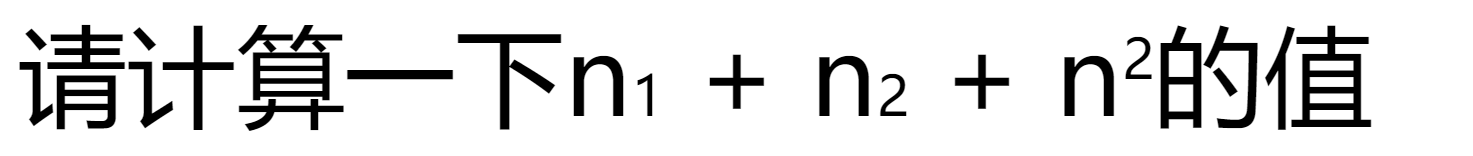 请计算一下n₁ + n₂ + n²的值